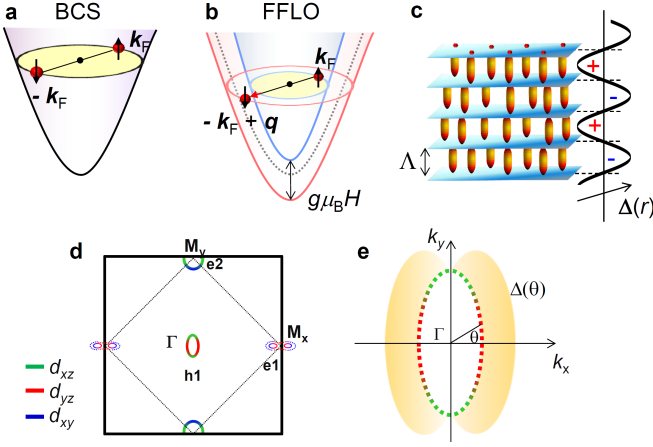 a BCS
k_F
- k_F
b FFLO
k_F
- k_F + q
gμ_BH
c
+
-
+
-
Λ
Δ(r)
d
M_y
e2
Γ
M_x
h1
e1
d_xz
d_yz
d_xy
e
k_y
Δ(θ)
Γ
θ
k_x